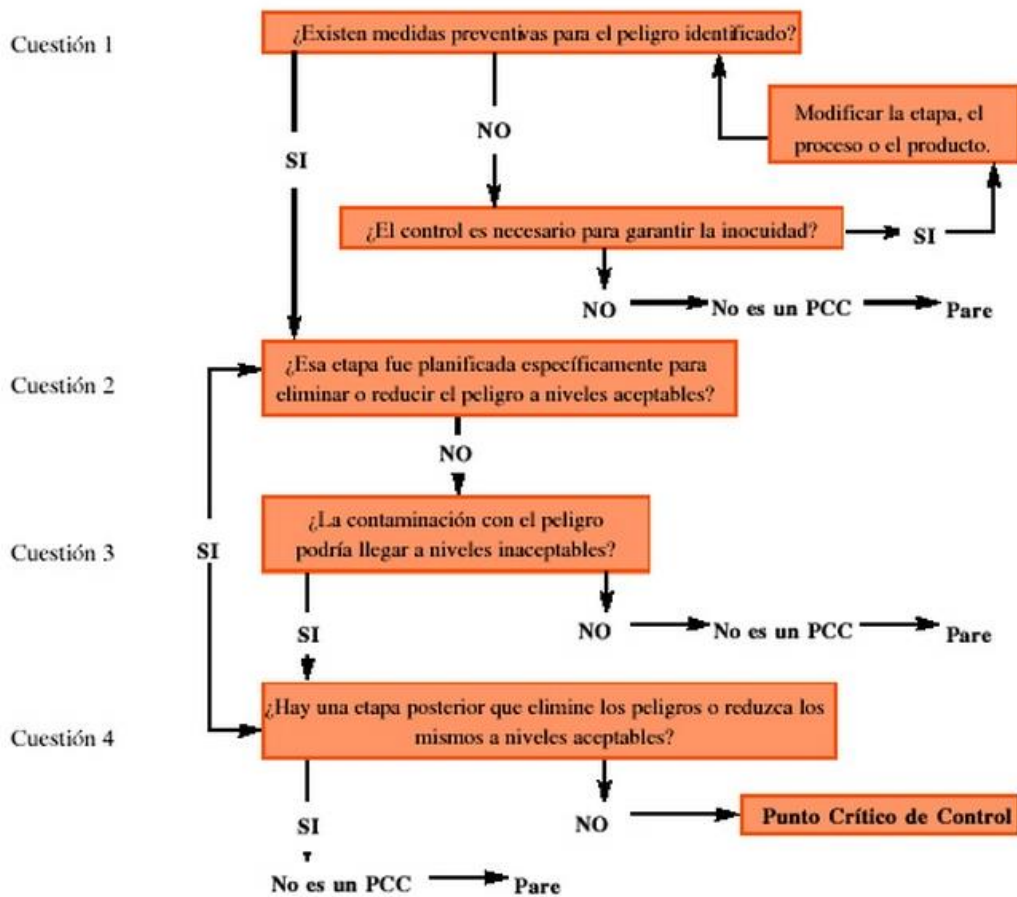 Cuestión 1
¿Existen medidas preventivas para el peligro identificado?
Modificar la etapa, el
proceso o el producto.
NO
SI
¿El control es necesario para garantir la inocuidad?
SI
NO
No es un PCC
Pare
Cuestión 2
¿Esa etapa fue planificada específicamente para
eliminar o reducir el peligro a niveles aceptables?
NO
Cuestión 3
SI
¿La contaminación con el peligro
podría llegar a niveles inaceptables?
SI
NO
No es un PCC
Pare
Cuestión 4
¿Hay una etapa posterior que elimine los peligros o reduzca los
mismos a niveles aceptables?
SI
NO
Punto Crítico de Control
No es un PCC
Pare